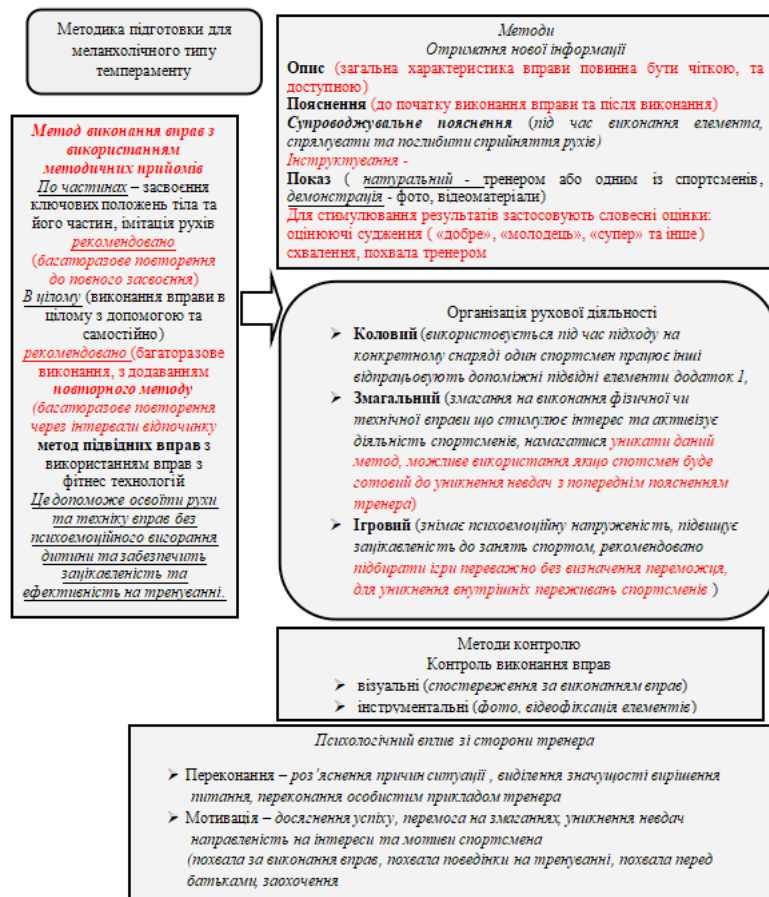 Методика підготовки для
меланхолічного типу
темпераменту
Методи
Отримання нової інформації
Опис (загальна характеристика вправи повинна бути чіткою, та
доступною)
Пояснення (до початку виконання вправи та після виконання)
Супроводжувальне пояснення (під час виконання елемента,
спрямувати та поглибити сприйняття рухів)
Інструктування -
Показ ( натуральний - тренером або одним із спортсменів,
демонстрація - фото, відеоматеріали)
Для стимулювання результатів застосовують словесні оцінки:
оцінюючі судження ( «добре», «молодець», «супер» та інше )
схвалення, похвала тренером
Метод виконання вправ з
використанням
методичних прийомів
По частинах – засвоєння
ключових положень тіла та
його частин, імітація рухів
рекомендовано
(багаторазове повторення
до повного засвоєння)
В цілому (виконання вправи в
цілому з допомогою та
самостійно)
рекомендовано (багаторазове
виконання, з додаванням
повторного методу
(багаторазове повторення
через інтервали відпочинку
метод підвідних вправ з
використанням вправ з
фітнес технологій
Це допоможе освоїти рухи
та техніку вправ без
психоемоційного вигорання
дитини та забезпечить
зацікавленість та
ефективність на тренуванні.
Організація рухової діяльності
➢ Коловий (використовується під час підходу на
конкретному снаряді один спортсмен працює інші
відпрацьовують допоміжні підвідні елементи додаток 1,
➢ Змагальний (змагання на виконання фізичної чи
технічної вправи що стимулює інтерес та активізує
діяльність спортсменів, намагатися уникати даний
метод, можливе використання якщо спотсмен буде
готовий до уникнення невдач з попереднім поясненням
тренера)
➢ Ігровий (знімає психоемоційну напруженість, підвищує
зацікавленість до занять спортом, рекомендовано
підбирати ігри переважно без визначення переможця,
для уникнення внутрішніх переживань спортсменів )
Методи контролю
Контроль виконання вправ
➢ візуальні (спостереження за виконанням вправ)
➢ інструментальні (фото, відеофіксація елементів)
Психологічний вплив зі сторони тренера
➢ Переконання – роз’яснення причин ситуації , виділення значущості вирішення
питання, переконання особистим прикладом тренера
➢ Мотивація – досягнення успіху, перемога на змаганнях, уникнення невдач
направленість на інтереси та мотиви спортсмена
(похвала за виконання вправ, похвала поведінки на тренуванні, похвала перед
батьками, заохочення